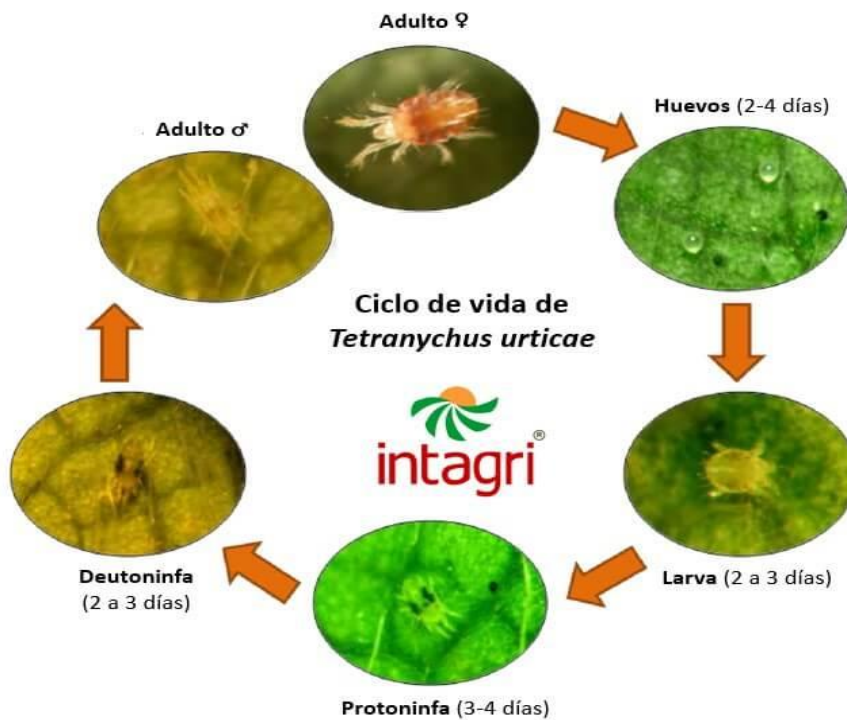 Adulto ♀
Huevos (2-4 días)
Adulto ♂
Ciclo de vida de
Tetranychus urticae
intagri®
Larva (2 a 3 días)
Deutoninfa
(2 a 3 días)
Protoninfa (3-4 días)